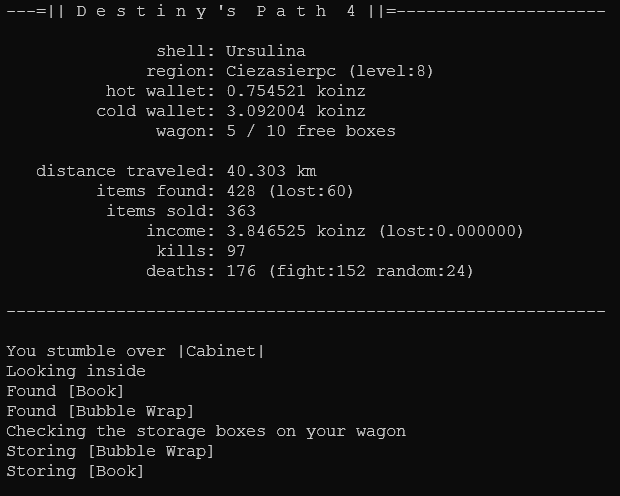 ---=|| D e s t i n y 's  P a t h  4 ||=---------------------
shell: Ursulina
region: Ciezasierpc (level:8)
hot wallet: 0.754521 koinz
cold wallet: 3.092004 koinz
wagon: 5 / 10 free boxes
distance traveled: 40.303 km
items found: 428 (lost:60)
items sold: 363
income: 3.846525 koinz (lost:0.000000)
kills: 97
deaths: 176 (fight:152 random:24)
------------------------------------------------------------
You stumble over |Cabinet|
Looking inside
Found [Book]
Found [Bubble Wrap]
Checking the storage boxes on your wagon
Storing [Bubble Wrap]
Storing [Book]